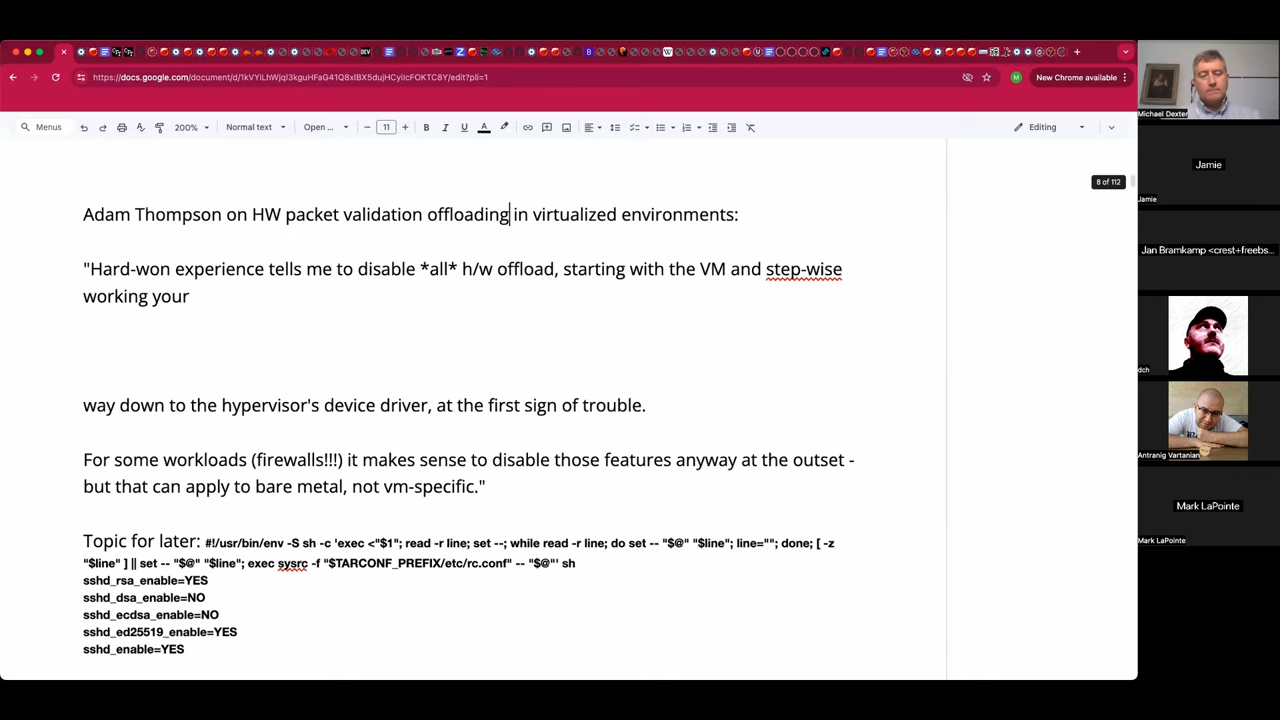 DEV
https://docs.google.com/document/d/1kVYiLhWjqI3kguHFaG41Q8xlBX5dujHCyiIcFOKTC8Y/edit?pli=1
M
New Chrome available
Menus
200%
Normal text
Open ...
11
B
I
U
A
Editing
8 of 112
Adam Thompson on HW packet validation offloading in virtualized environments:
"Hard-won experience tells me to disable *all* h/w offload, starting with the VM and step-wise
working your
way down to the hypervisor's device driver, at the first sign of trouble.
For some workloads (firewalls!!!) it makes sense to disable those features anyway at the outset -
but that can apply to bare metal, not vm-specific."
Topic for later: #!/usr/bin/env -S sh -c 'exec <"$1"; read -r line; set --; while read -r line; do set -- "$@" "$line"; line=""; done; [ -z
"$line" ] || set -- "$@" "$line"; exec sysrc -f "$TARCONF_PREFIX/etc/rc.conf" -- "$@"' sh
sshd_rsa_enable=YES
sshd_dsa_enable=NO
sshd_ecdsa_enable=NO
sshd_ed25519_enable=YES
sshd_enable=YES
Michael Dexter
Jamie
Jamie
Jan Bramkamp <crest+freebs...
dch
Antranig Vartanian
Mark LaPointe
Mark LaPointe